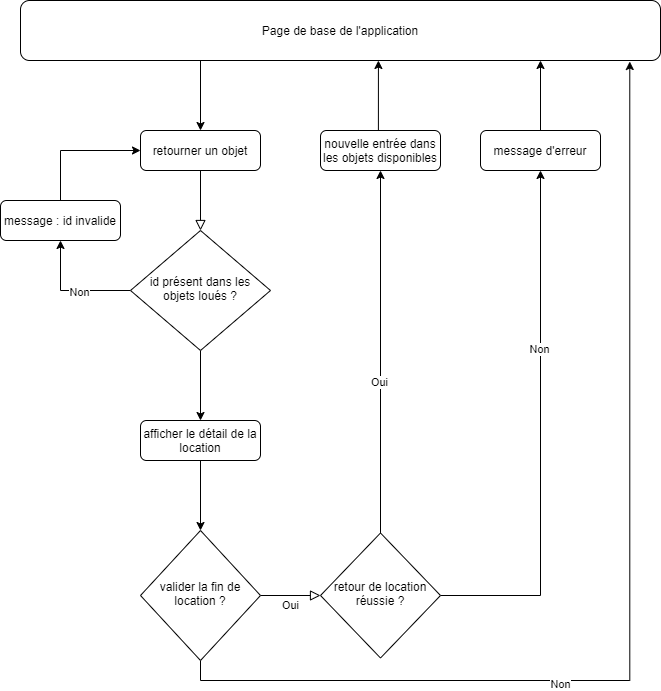 Page de base de l'application
retourner un objet
nouvelle entrée dans
les objets disponibles
message d'erreur
message : id invalide
id présent dans les
objets loués ?
Non
Non
Oui
afficher le détail de la
location
valider la fin de
location ?
Oui
retour de location
réussie ?
Non